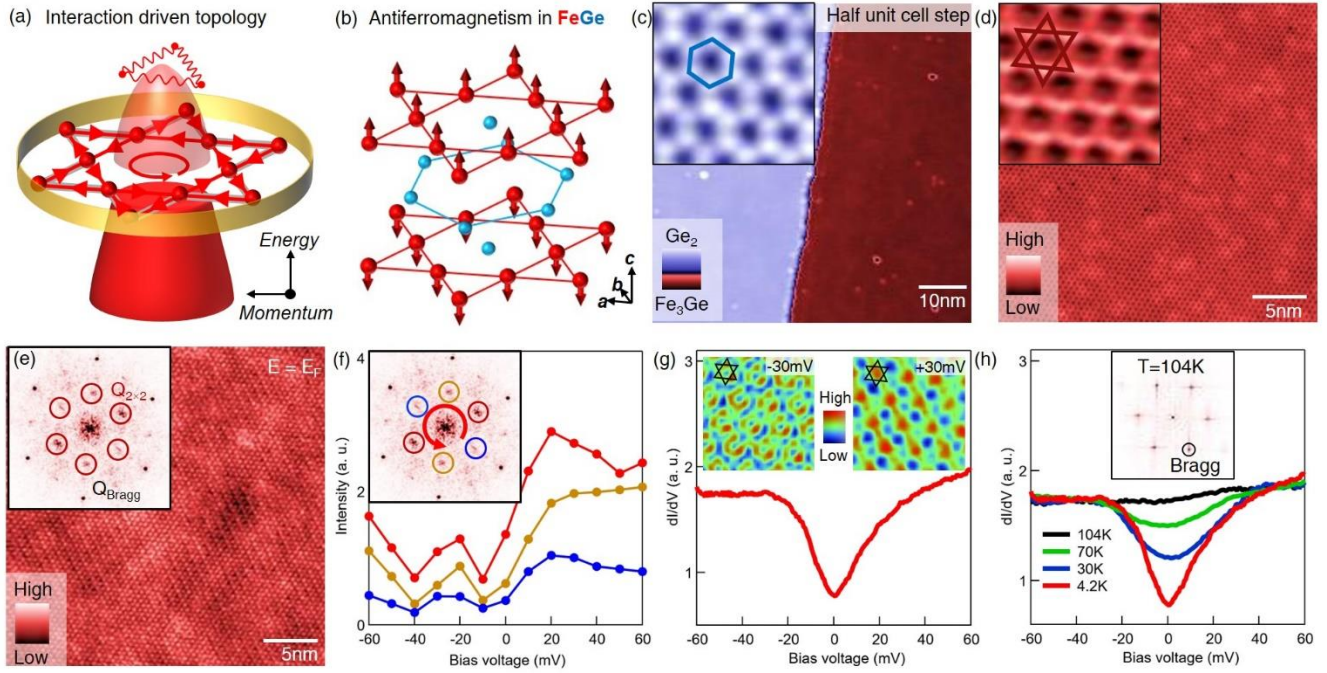 (a) Interaction driven topology
Energy
Momentum
(b) Antiferromagnetism in FeGe
c
b
a
(c)
Half unit cell step
Ge2
Fe3Ge
10nm
(d)
High
Low
5nm
(e)
E = EF
Q2×2
QBragg
High
Low
5nm
(f)
4
2
0
Intensity (a. u.)
-60 -40 -20 0 20 40 60
Bias voltage (mV)
(g)
-30mV
+30mV
High
Low
3
2
1
dI/dV (a. u.)
-60 -40 -20 0 20 40 60
Bias voltage (mV)
(h)
T=104K
Bragg
3
2
1
dI/dV (a. u.)
104K
70K
30K
4.2K
-60 -40 -20 0 20 40 60
Bias voltage (mV)